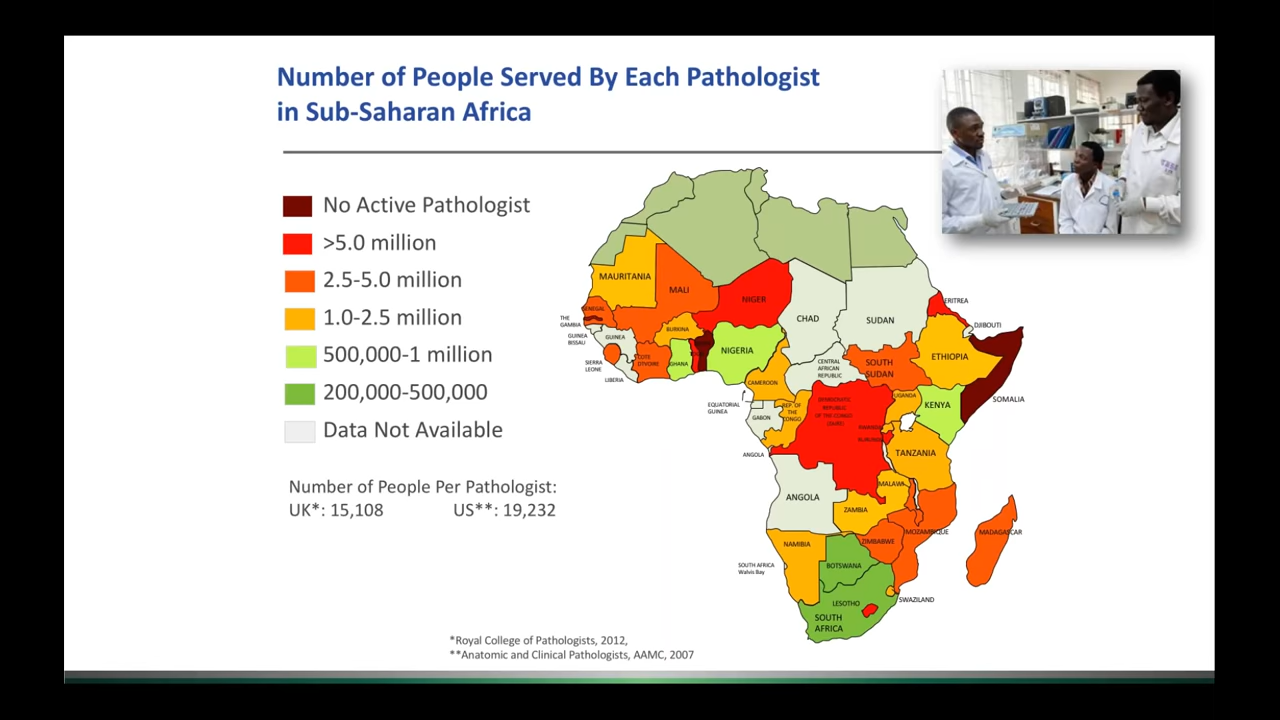 Number of People Served By Each Pathologist
in Sub-Saharan Africa
No Active Pathologist
>5.0 million
2.5-5.0 million
1.0-2.5 million
500,000-1 million
200,000-500,000
Data Not Available
Number of People Per Pathologist:
UK*: 15,108
US**: 19,232
MAURITANIA
MALI
NIGER
CHAD
SUDAN
ERITREA
SENEGAL
THE
GAMBIA
GUINEA
BISSAU
GUINEA
SIERRA
LEONE
LIBERIA
COTE
D'IVOIRE
BURKINA
GHANA
NIGERIA
CAMEROON
CENTRAL
AFRICAN
REPUBLIC
SOUTH
SUDAN
ETHIOPIA
DJIBOUTI
SOMALIA
EQUATORIAL
GUINEA
GABON
REP. OF
THE
CONGO
DEMOCRATIC
REPUBLIC
OF THE CONGO
(ZAIRE)
UGANDA
KENYA
RWANDA
BURUNDI
TANZANIA
ANGOLA
ANGOLA
ZAMBIA
MALAWI
MOZAMBIQUE
ZIMBABWE
MADAGASCAR
NAMIBIA
BOTSWANA
SOUTH AFRICA
Walvis Bay
SWAZILAND
LESOTHO
SOUTH
AFRICA
*Royal College of Pathologists, 2012,
**Anatomic and Clinical Pathologists, AAMC, 2007